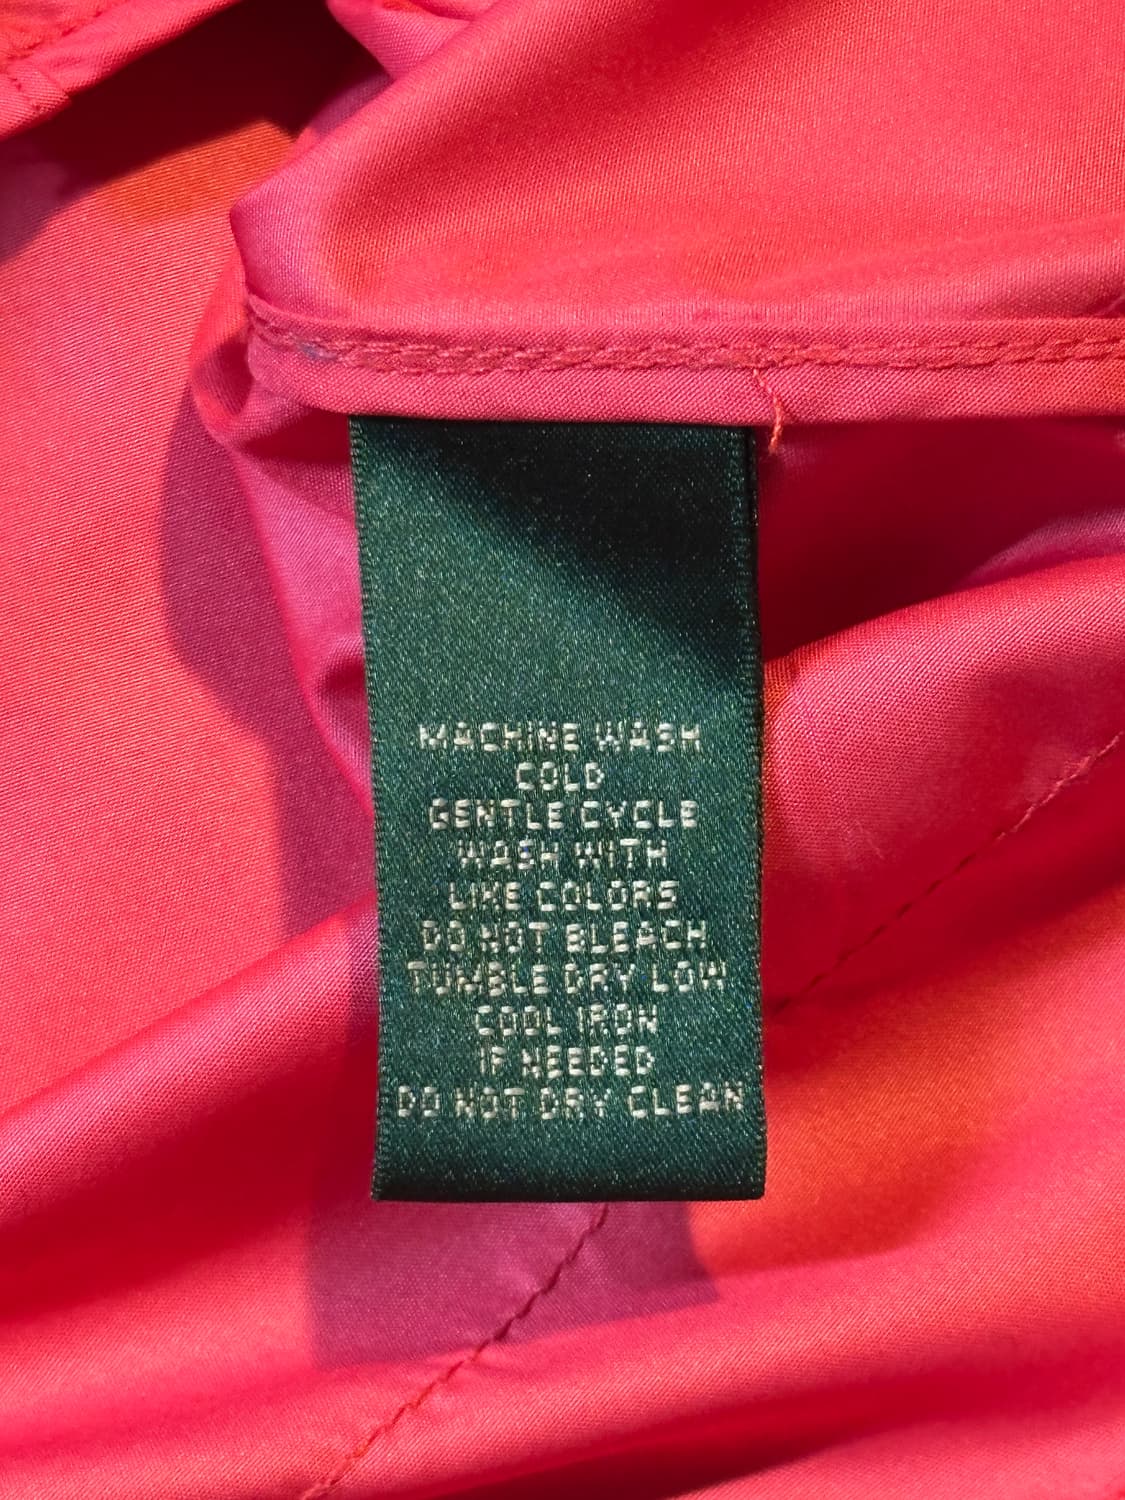 MACHINE WASH
COLD
GENTLE CYCLE
WASH WITH
LIKE COLORS
DO NOT BLEACH
TUMBLE DRY LOW
COOL IRON
IF NEEDED
DO NOT DRY CLEAN